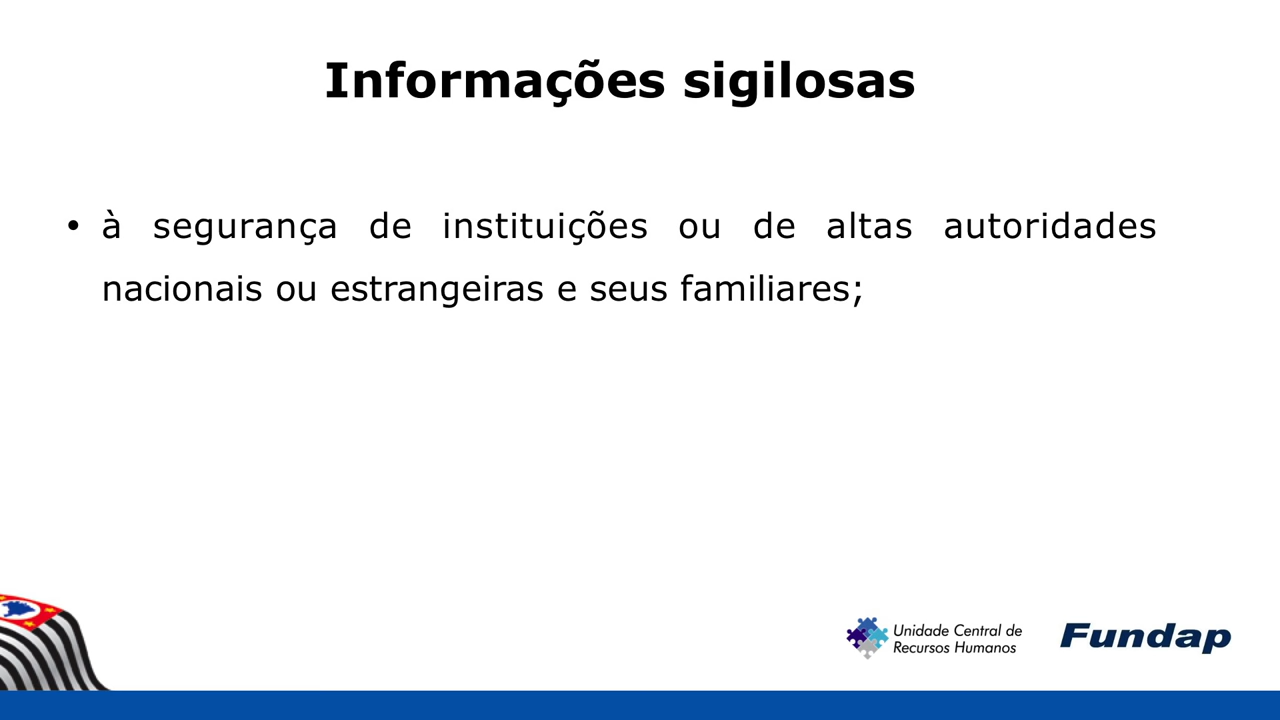 Informações sigilosas
• à segurança de instituições ou de altas autoridades
nacionais ou estrangeiras e seus familiares;
Unidade Central de
Recursos Humanos
Fundap